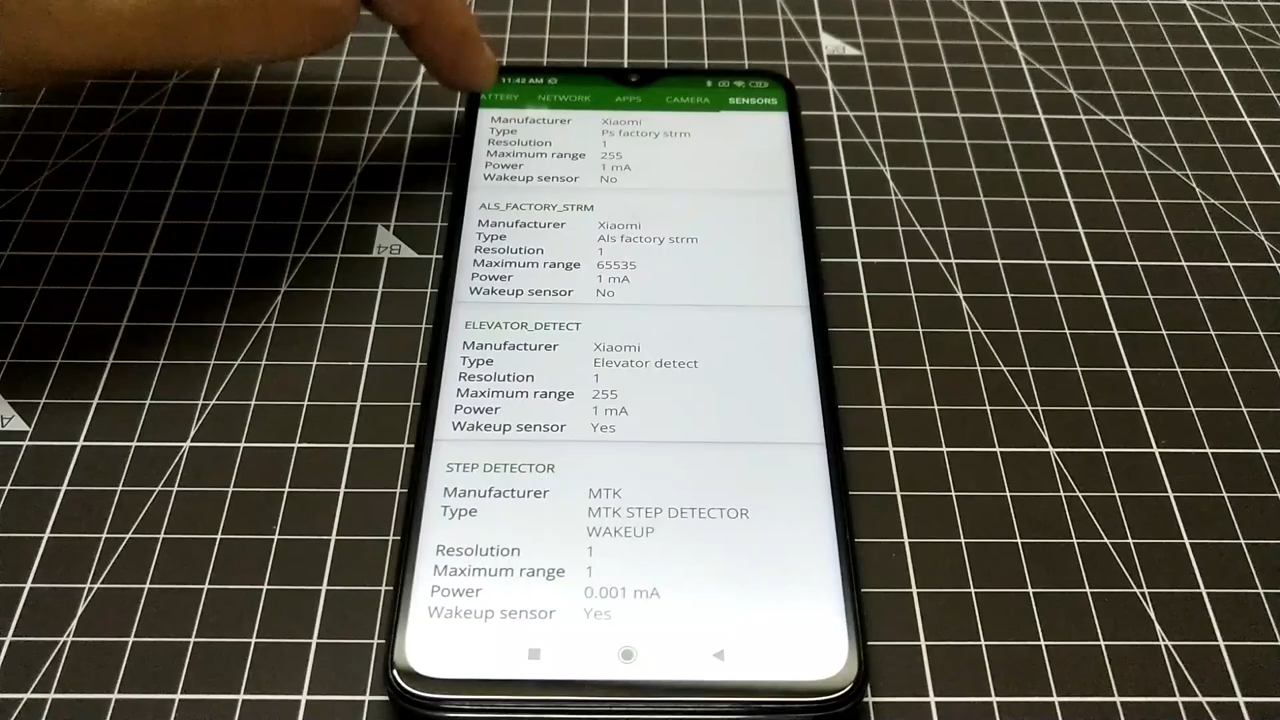 11:42 AM
ATTERY NETWORK APPS CAMERA SENSORS
Manufacturer Xiaomi
Type Ps factory strm
Resolution 1
Maximum range 255
Power 1 mA
Wakeup sensor No
ALS_FACTORY_STRM
Manufacturer Xiaomi
Type Als factory strm
Resolution 1
Maximum range 65535
Power 1 mA
Wakeup sensor No
ELEVATOR_DETECT
Manufacturer Xiaomi
Type Elevator detect
Resolution 1
Maximum range 255
Power 1 mA
Wakeup sensor Yes
STEP DETECTOR
Manufacturer MTK
Type MTK STEP DETECTOR
WAKEUP
Resolution 1
Maximum range 1
Power 0.001 mA
Wakeup sensor Yes
B5
B4
A